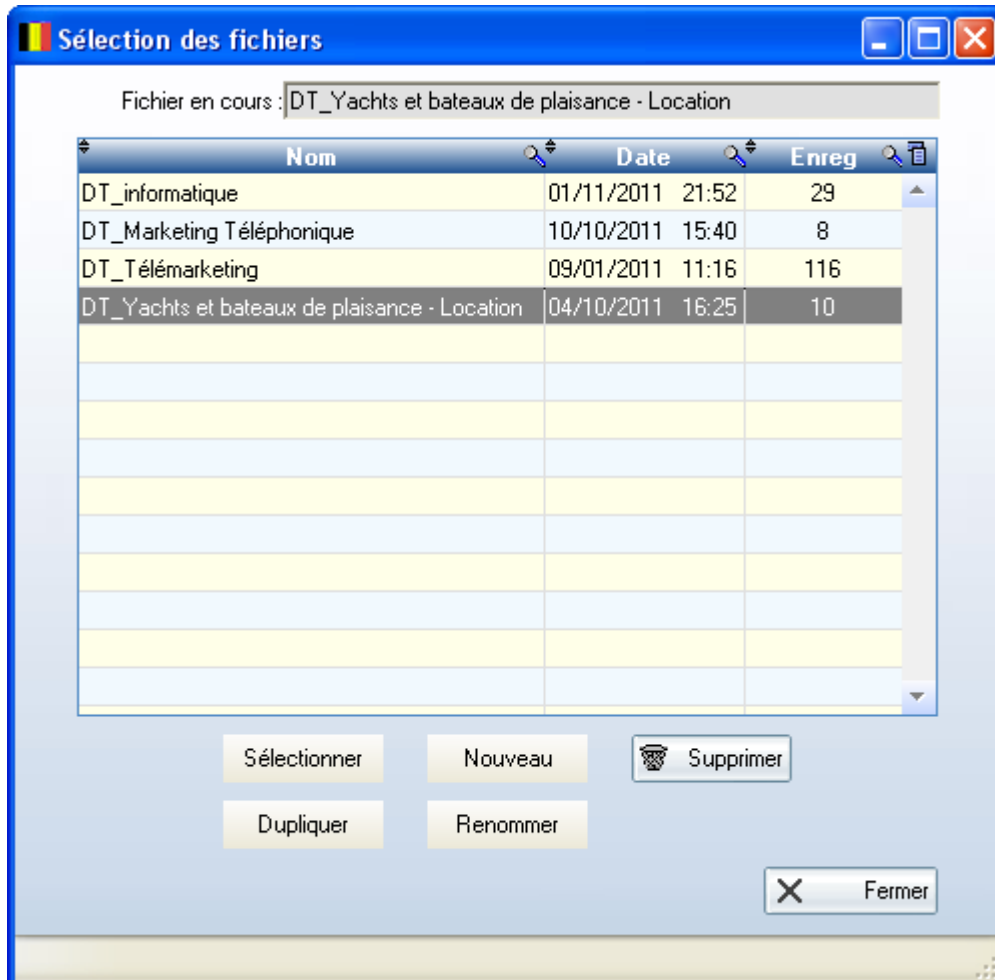 Sélection des fichiers
Fichier en cours : DT_Yachts et bateaux de plaisance - Location
Nom Date Enreg
DT_informatique 01/11/2011 21:52 29
DT_Marketing Téléphonique 10/10/2011 15:40 8
DT_Télémarketing 09/01/2011 11:16 116
DT_Yachts et bateaux de plaisance - Location 04/10/2011 16:25 10
Sélectionner Nouveau Supprimer
Dupliquer Renommer
Fermer